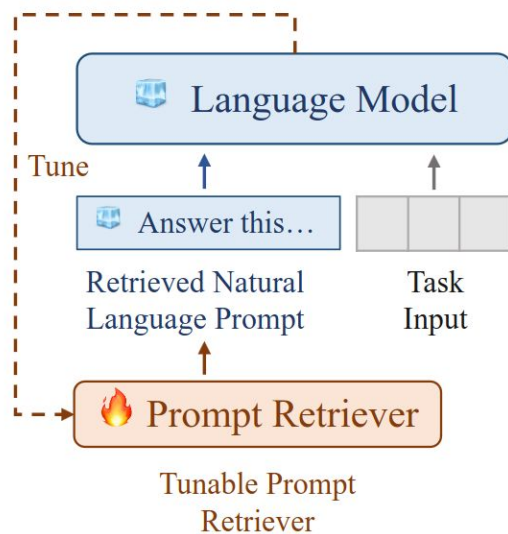 Language Model
Tune
Answer this…
Retrieved Natural
Language Prompt
Task
Input
Prompt Retriever
Tunable Prompt
Retriever